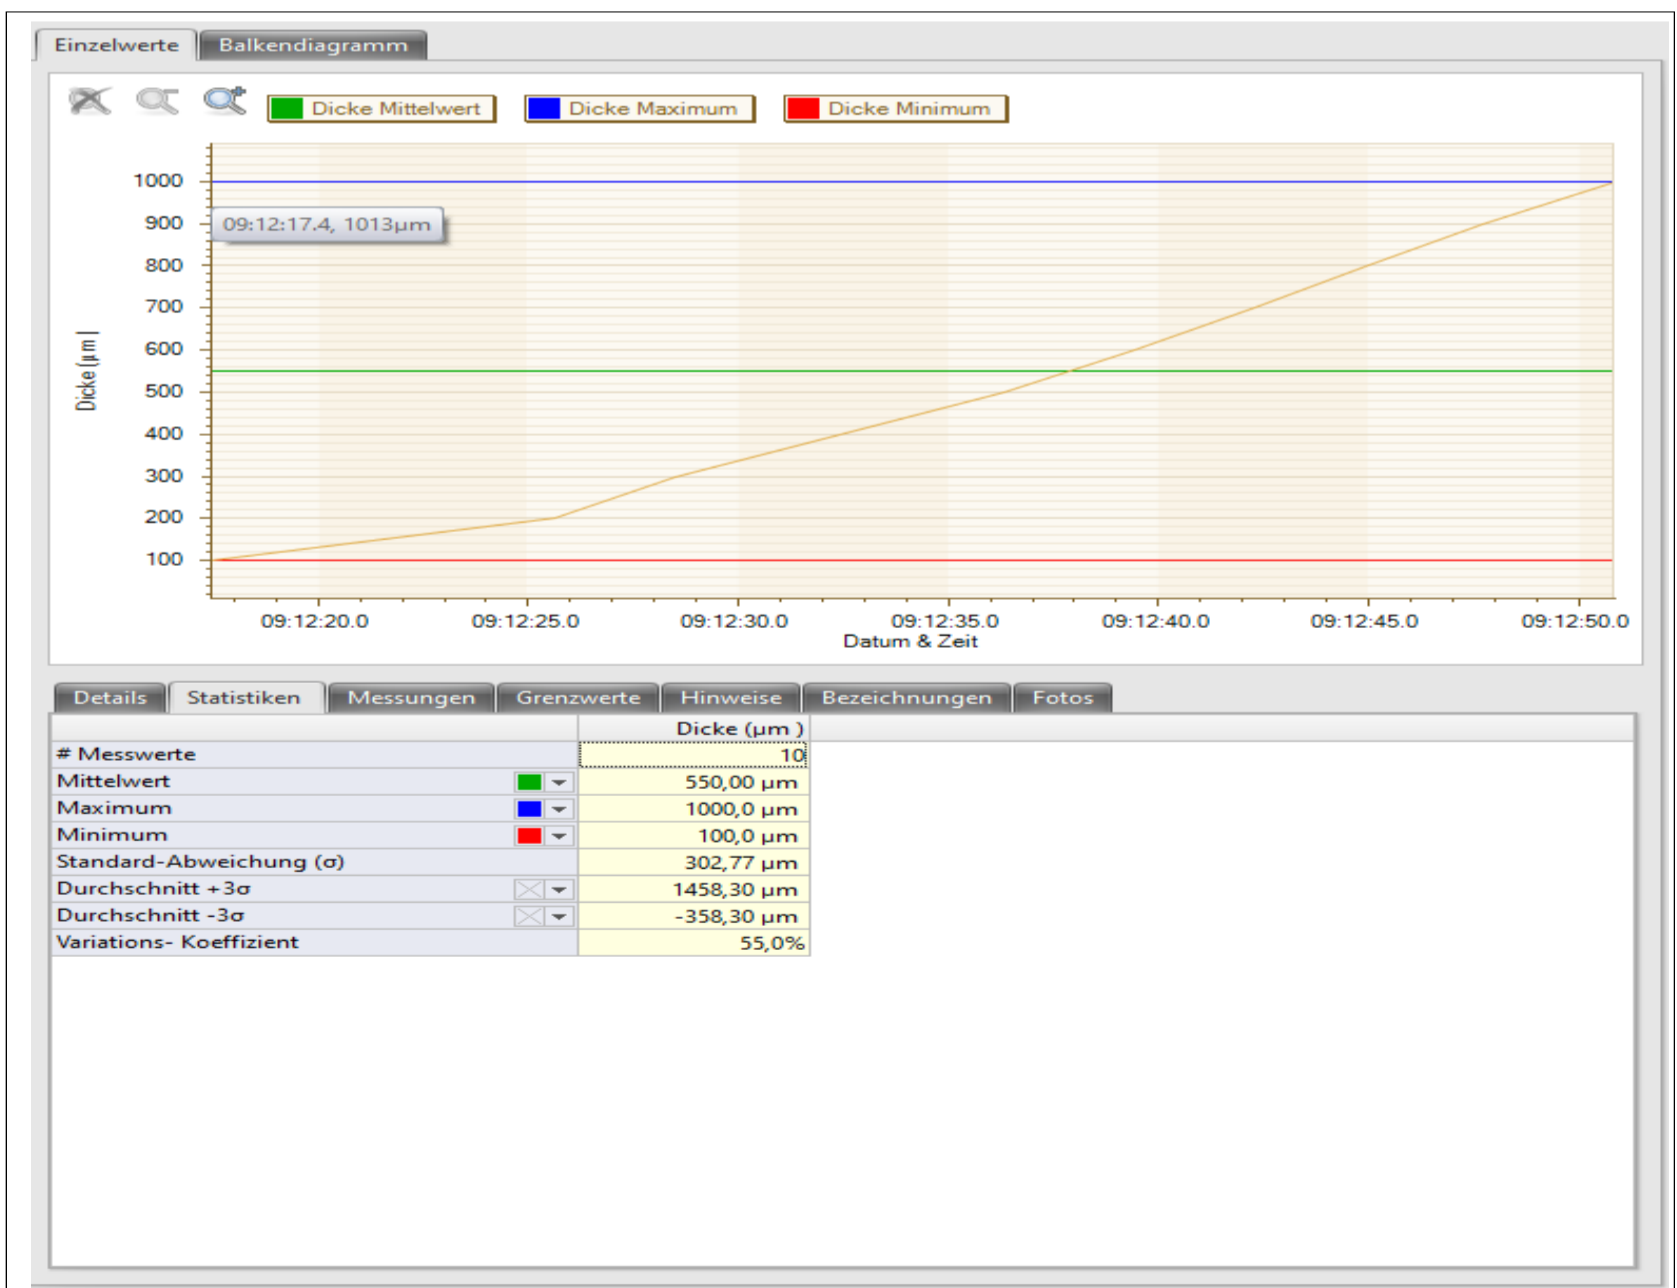 Einzelwerte Balkendiagramm
Dicke Mittelwert Dicke Maximum Dicke Minimum
1000
09:12:17.4, 1013µm
900
800
700
600
500
400
300
200
100
Dicke (µm )
09:12:20.0 09:12:25.0 09:12:30.0 09:12:35.0 09:12:40.0 09:12:45.0 09:12:50.0
Datum & Zeit
Details Statistiken Messungen Grenzwerte Hinweise Bezeichnungen Fotos
Dicke (µm )
# Messwerte 10
Mittelwert 550,00 µm
Maximum 1000,0 µm
Minimum 100,0 µm
Standard-Abweichung (σ) 302,77 µm
Durchschnitt +3σ 1458,30 µm
Durchschnitt -3σ -358,30 µm
Variations- Koeffizient 55,0%